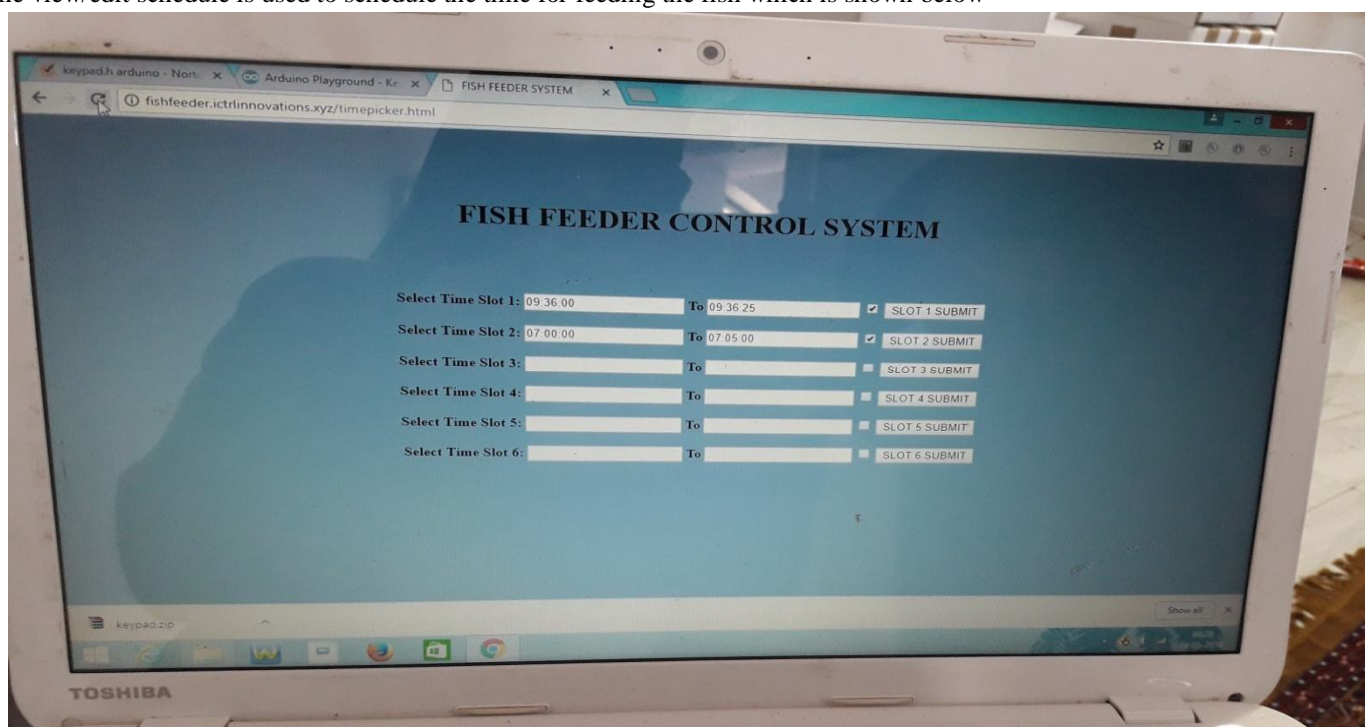 The view/edit schedule is used to schedule the time for feeding the fish which is shown below
keypad.h arduino - Nort
Arduino Playground - Ke
FISH FEEDER SYSTEM
fishfeeder.ictrlinnovations.xyz/timepicker.html
FISH FEEDER CONTROL SYSTEM
Select Time Slot 1: 09:36:00 To 09:36:25 SLOT 1 SUBMIT
Select Time Slot 2: 07:00:00 To 07:05:00 SLOT 2 SUBMIT
Select Time Slot 3: To SLOT 3 SUBMIT
Select Time Slot 4: To SLOT 4 SUBMIT
Select Time Slot 5: To SLOT 5 SUBMIT
Select Time Slot 6: To SLOT 6 SUBMIT
Show all
keypad.zip
TOSHIBA